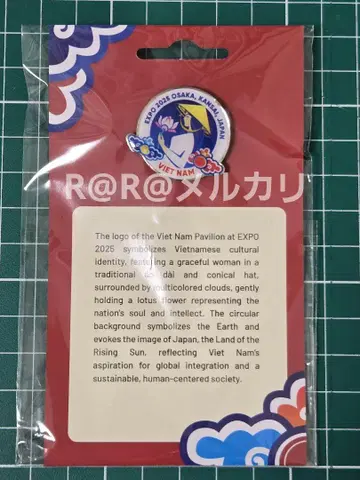 EXPO 2025 OSAKA, KANSAI, JAPAN
VIET NAM
R@R@メルカリ
The logo of the Viet Nam Pavilion at EXPO
2025 symbolizes Vietnamese cultural
identity, featuring a graceful woman in a
traditional áo dài and conical hat,
surrounded by multicolored clouds, gently
holding a lotus flower representing the
nation's soul and intellect. The circular
background symbolizes the Earth and
evokes the image of Japan, the Land of the
Rising Sun, reflecting Viet Nam's
aspiration for global integration and a
sustainable, human-centered society.